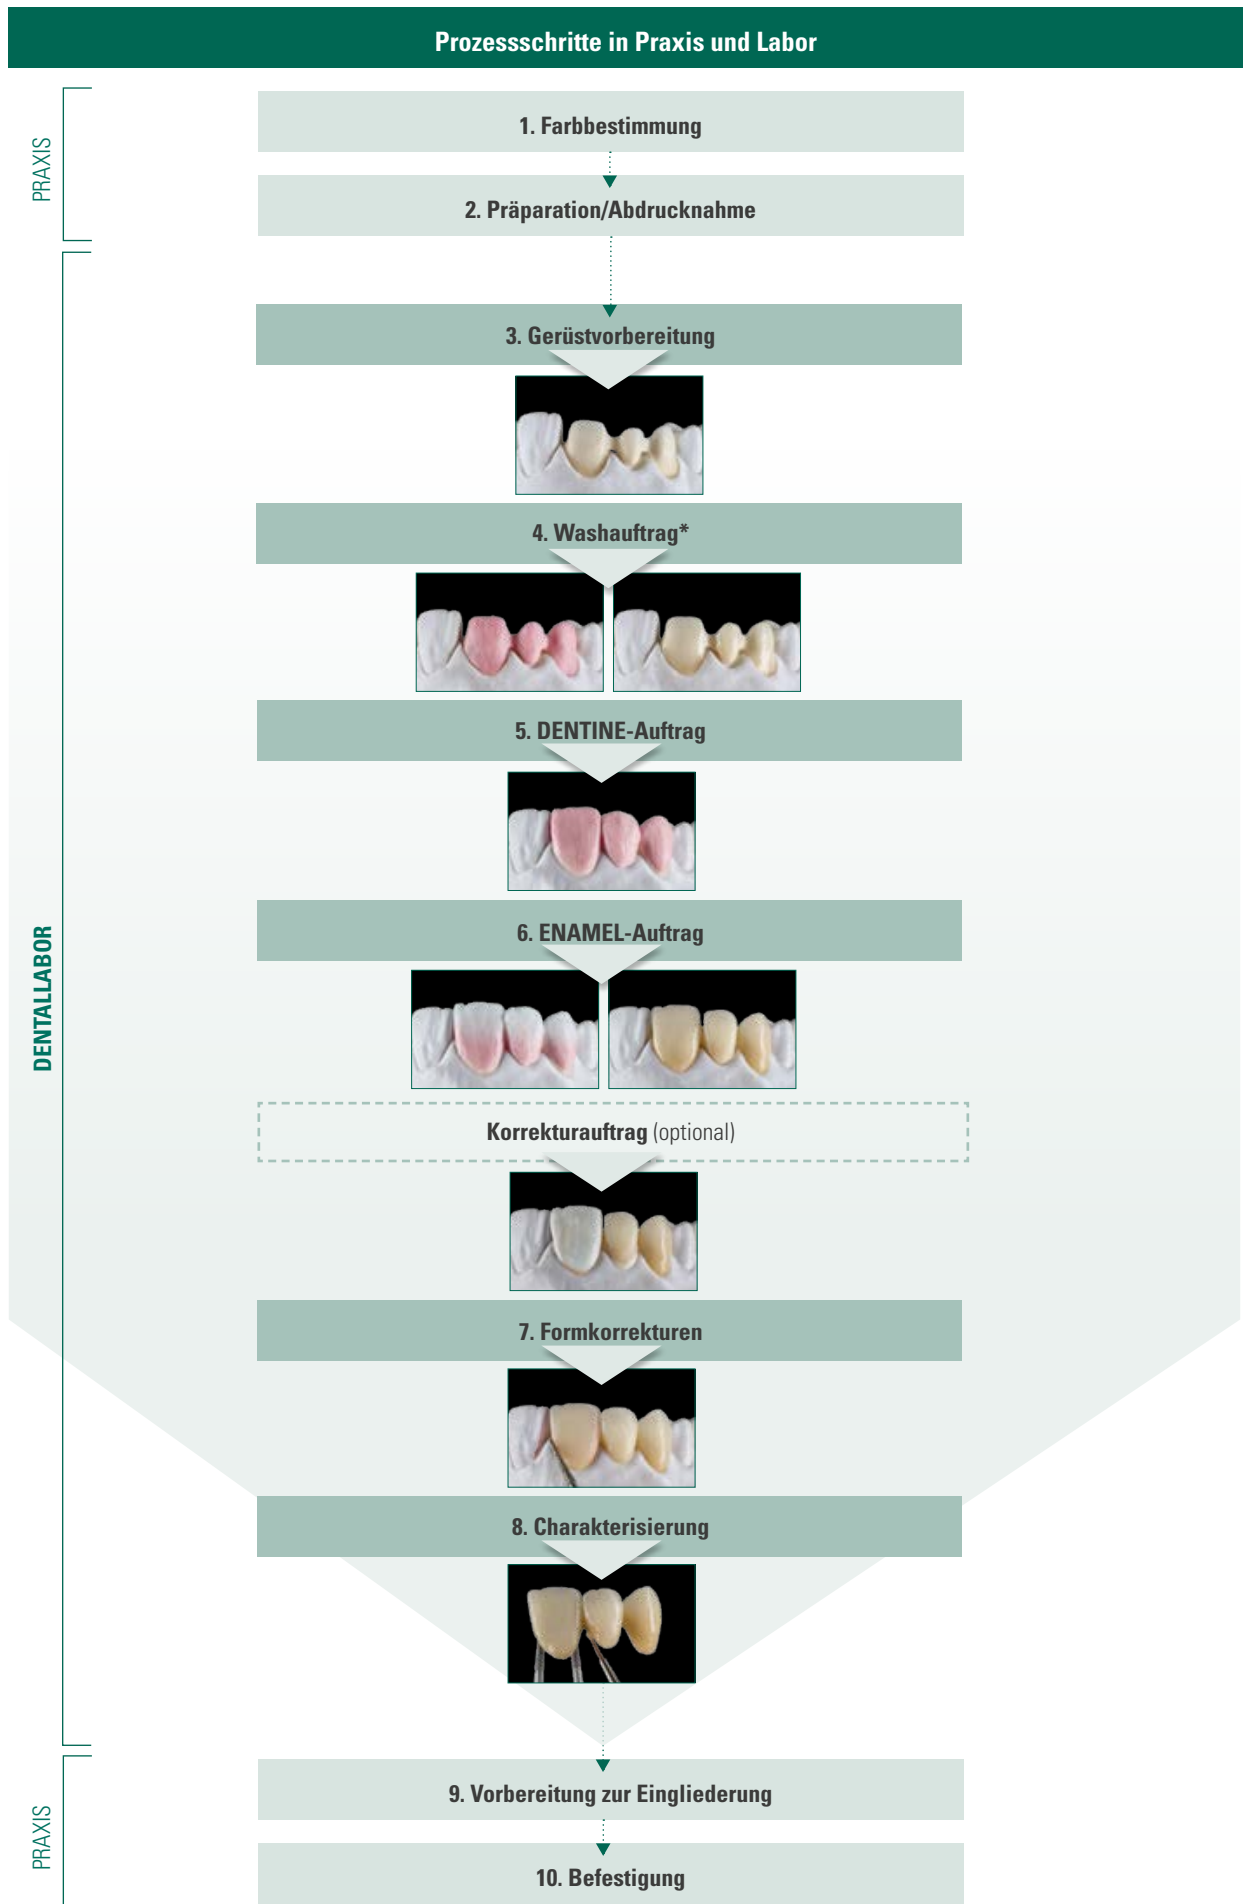 Prozessschritte in Praxis und Labor
PRAXIS
1. Farbbestimmung
2. Präparation/Abdrucknahme
DENTALLABOR
3. Gerüstvorbereitung
4. Washauftrag*
5. DENTINE-Auftrag
6. ENAMEL-Auftrag
Korrekturauftrag (optional)
7. Formkorrekturen
8. Charakterisierung
PRAXIS
9. Vorbereitung zur Eingliederung
10. Befestigung